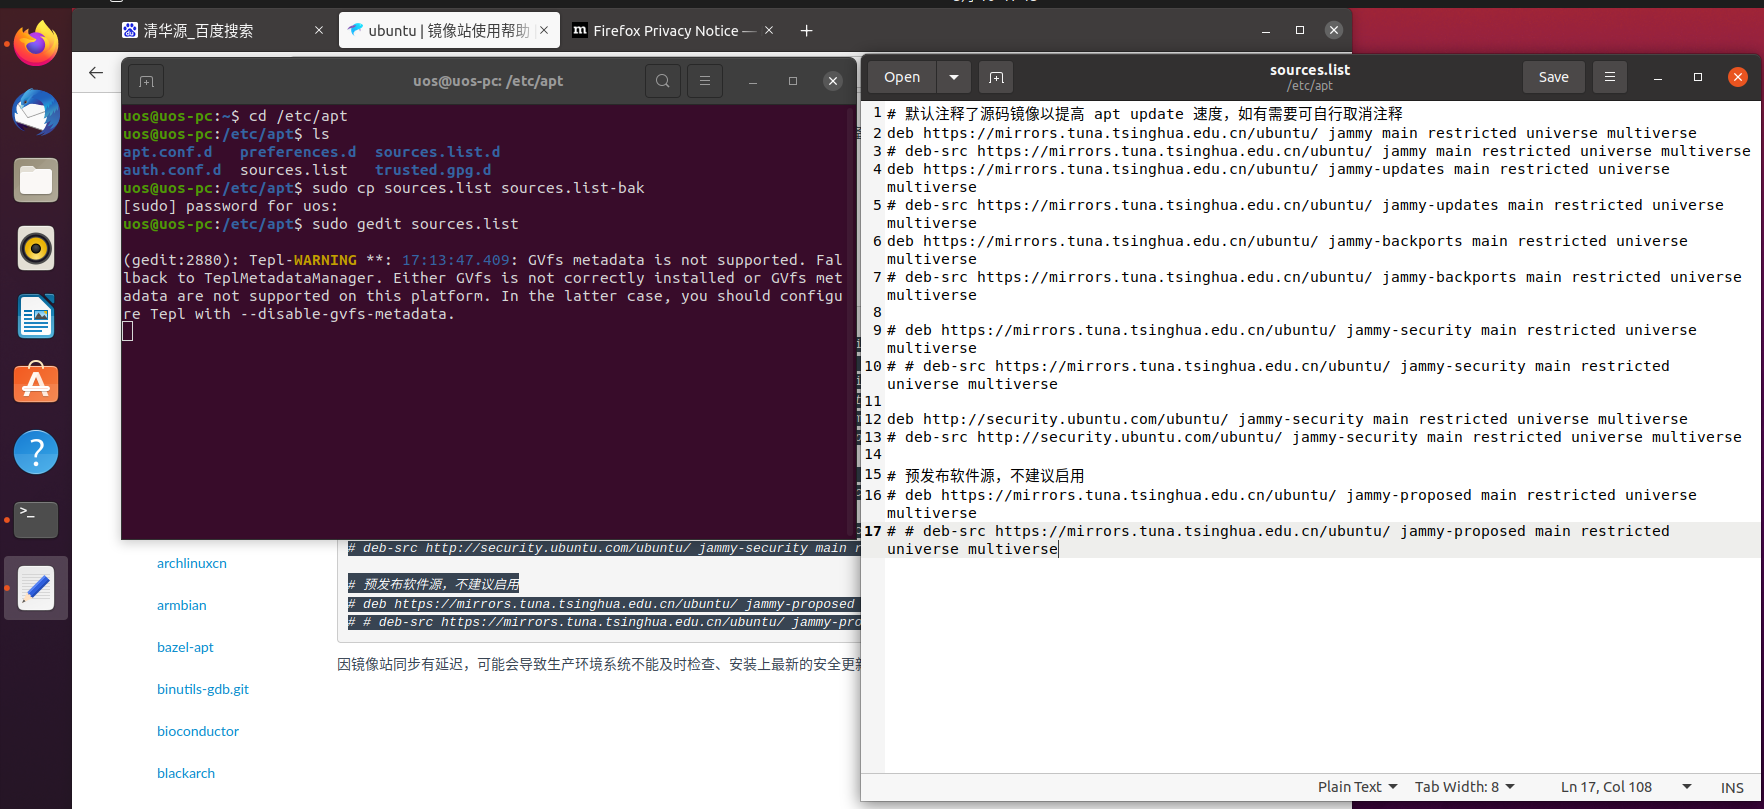 清华源_百度搜索
ubuntu | 镜像站使用帮助
Firefox Privacy Notice —
uos@uos-pc: /etc/apt
uos@uos-pc:~$ cd /etc/apt
uos@uos-pc:/etc/apt$ ls
apt.conf.d preferences.d sources.list.d
auth.conf.d sources.list trusted.gpg.d
uos@uos-pc:/etc/apt$ sudo cp sources.list sources.list-bak
[sudo] password for uos:
uos@uos-pc:/etc/apt$ sudo gedit sources.list
(gedit:2880): Tepl-WARNING **: 17:13:47.409: GVfs metadata is not supported. Fal
lback to TeplMetadataManager. Either GVfs is not correctly installed or GVfs met
adata are not supported on this platform. In the latter case, you should configu
re Tepl with --disable-gvfs-metadata.
archlinuxcn
armbian
bazel-apt
binutils-gdb.git
bioconductor
blackarch
# deb-src http://security.ubuntu.com/ubuntu/ jammy-security main r
# 预发布软件源，不建议启用
# deb https://mirrors.tuna.tsinghua.edu.cn/ubuntu/ jammy-proposed
# # deb-src https://mirrors.tuna.tsinghua.edu.cn/ubuntu/ jammy-pro
因镜像站同步有延迟，可能会导致生产环境系统不能及时检查、安装上最新的安全更新
Open
sources.list
/etc/apt
Save
1 # 默认注释了源码镜像以提高 apt update 速度，如有需要可自行取消注释
2 deb https://mirrors.tuna.tsinghua.edu.cn/ubuntu/ jammy main restricted universe multiverse
3 # deb-src https://mirrors.tuna.tsinghua.edu.cn/ubuntu/ jammy main restricted universe multiverse
4 deb https://mirrors.tuna.tsinghua.edu.cn/ubuntu/ jammy-updates main restricted universe
multiverse
5 # deb-src https://mirrors.tuna.tsinghua.edu.cn/ubuntu/ jammy-updates main restricted universe
multiverse
6 deb https://mirrors.tuna.tsinghua.edu.cn/ubuntu/ jammy-backports main restricted universe
multiverse
7 # deb-src https://mirrors.tuna.tsinghua.edu.cn/ubuntu/ jammy-backports main restricted universe
multiverse
8
9 # deb https://mirrors.tuna.tsinghua.edu.cn/ubuntu/ jammy-security main restricted universe
multiverse
10 # # deb-src https://mirrors.tuna.tsinghua.edu.cn/ubuntu/ jammy-security main restricted
universe multiverse
11
12 deb http://security.ubuntu.com/ubuntu/ jammy-security main restricted universe multiverse
13 # deb-src http://security.ubuntu.com/ubuntu/ jammy-security main restricted universe multiverse
14
15 # 预发布软件源，不建议启用
16 # deb https://mirrors.tuna.tsinghua.edu.cn/ubuntu/ jammy-proposed main restricted universe
multiverse
17 # # deb-src https://mirrors.tuna.tsinghua.edu.cn/ubuntu/ jammy-proposed main restricted
universe multiverse
Plain Text Tab Width: 8 Ln 17, Col 108 INS